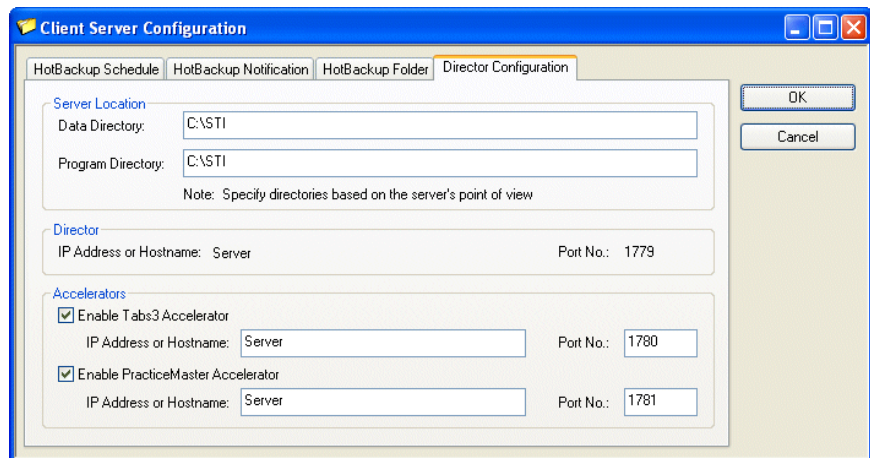 Client Server Configuration
HotBackup Schedule HotBackup Notification HotBackup Folder Director Configuration
OK
Cancel
Server Location
Data Directory: C:\STI
Program Directory: C:\STI
Note: Specify directories based on the server's point of view
Director
IP Address or Hostname: Server Port No.: 1779
Accelerators
Enable Tabs3 Accelerator
IP Address or Hostname: Server Port No.: 1780
Enable PracticeMaster Accelerator
IP Address or Hostname: Server Port No.: 1781